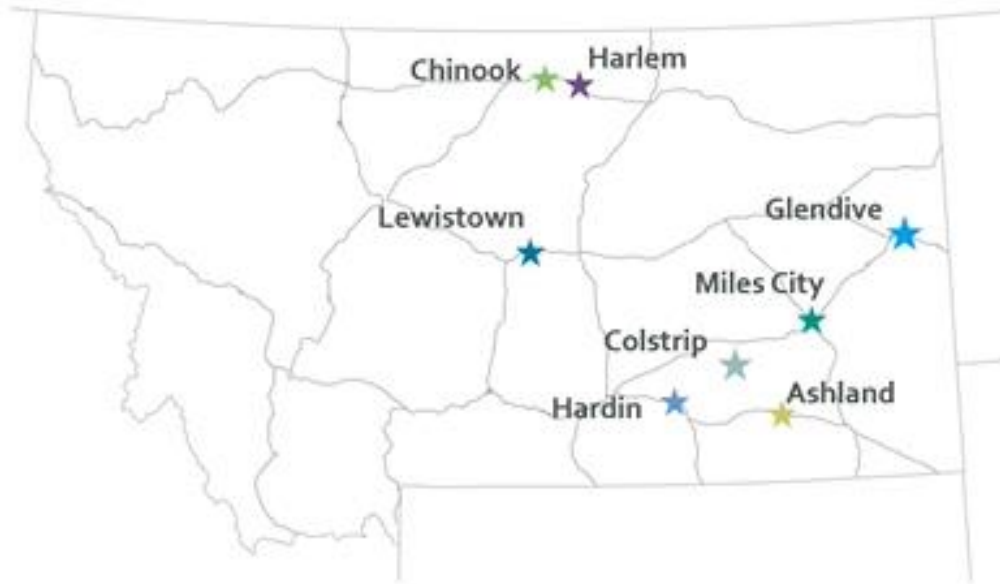 Harlem
Chinook
Glendive
Lewistown
Miles City
Colstrip
Ashland
Hardin